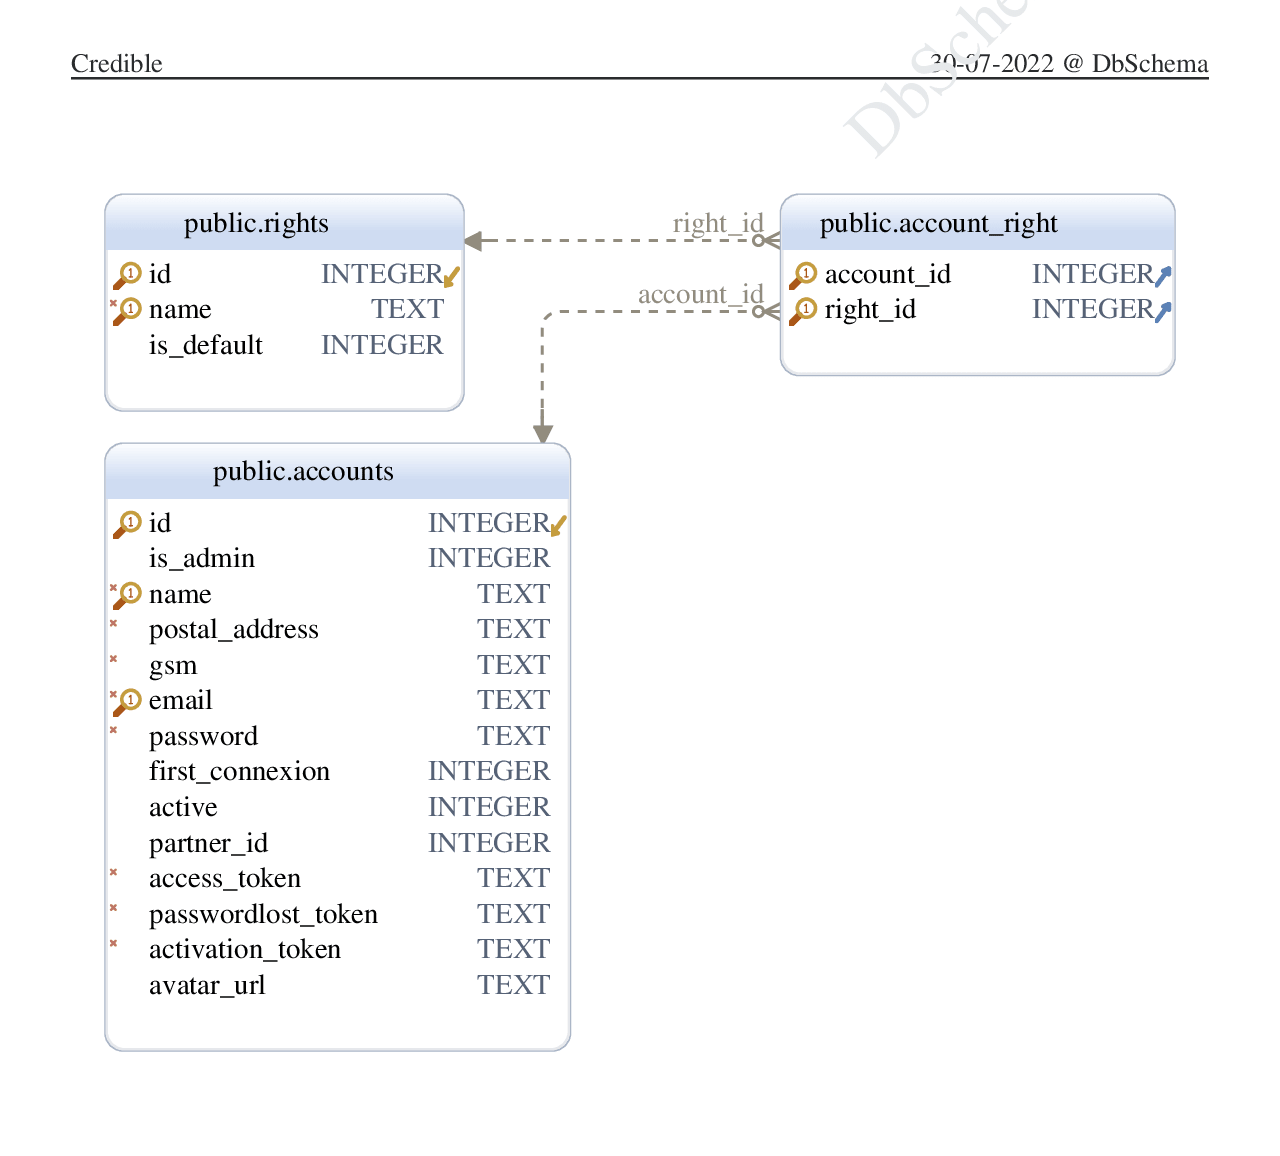 Credible 30-07-2022 @ DbSchema
DbSche
public.rights
id INTEGER
name TEXT
is_default INTEGER
right_id
account_id
public.account_right
account_id INTEGER
right_id INTEGER
public.accounts
id INTEGER
is_admin INTEGER
name TEXT
postal_address TEXT
gsm TEXT
email TEXT
password TEXT
first_connexion INTEGER
active INTEGER
partner_id INTEGER
access_token TEXT
passwordlost_token TEXT
activation_token TEXT
avatar_url TEXT